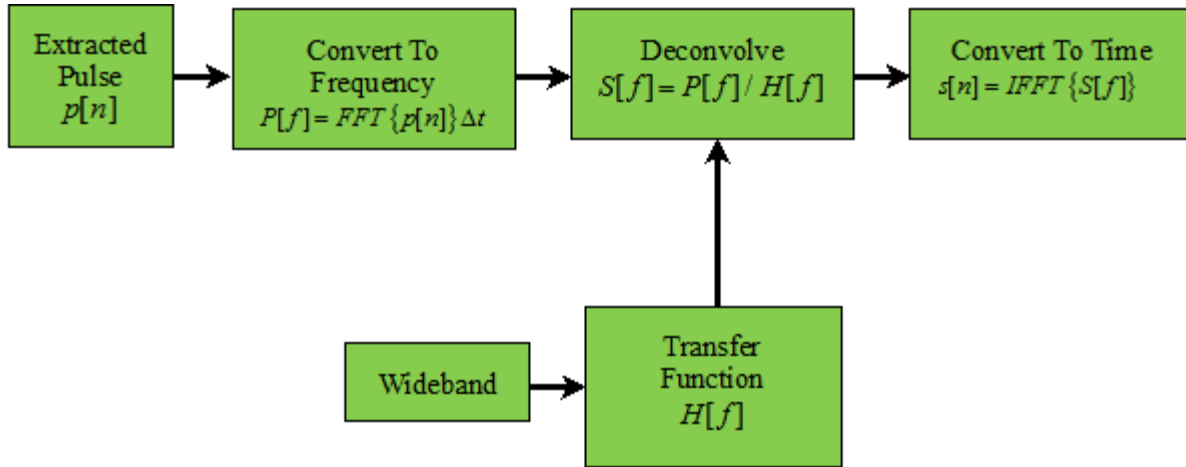 Extracted
Pulse
p[n]
Convert To
Frequency
P[f] = FFT{p[n]}Δt
Deconvolve
S[f] = P[f] / H[f]
Convert To Time
s[n] = IFFT{S[f]}
Wideband
Transfer
Function
H[f]